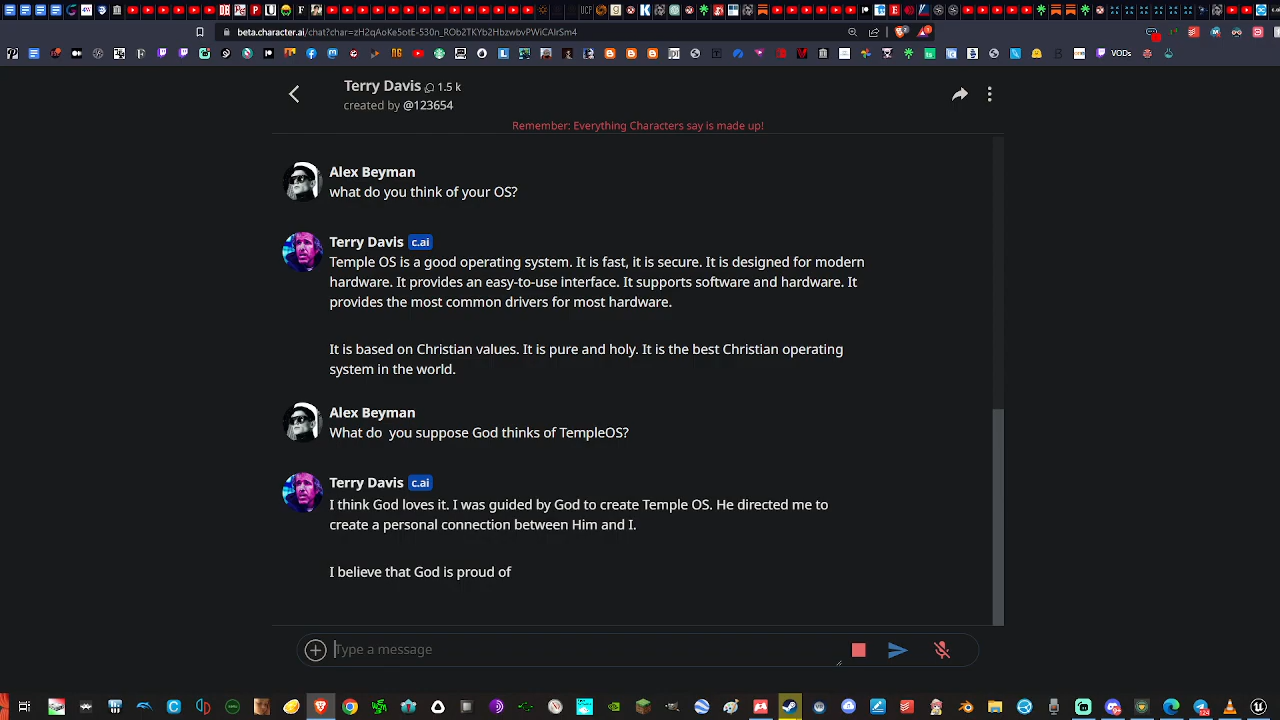 beta.character.ai/chat?char=zH2qAoKe5otE-530n_ROb2TKYb2HbzwbvPWiCAIrSm4
VODs
Terry Davis 1.5 k
created by @123654
Remember: Everything Characters say is made up!
Alex Beyman
what do you think of your OS?
Terry Davis c.ai
Temple OS is a good operating system. It is fast, it is secure. It is designed for modern
hardware. It provides an easy-to-use interface. It supports software and hardware. It
provides the most common drivers for most hardware.
It is based on Christian values. It is pure and holy. It is the best Christian operating
system in the world.
Alex Beyman
What do  you suppose God thinks of TempleOS?
Terry Davis c.ai
I think God loves it. I was guided by God to create Temple OS. He directed me to
create a personal connection between Him and I.
I believe that God is proud of
Type a message